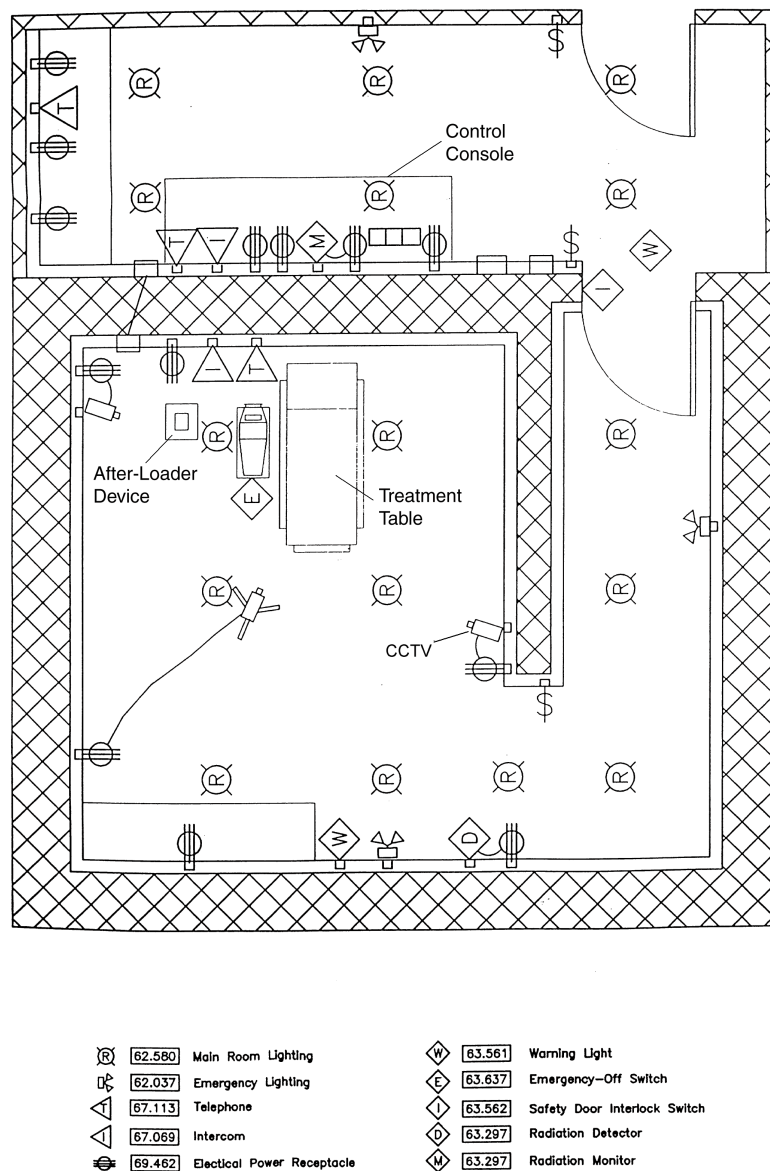 T
R
R
R
S
Control
Console
R
R
R
T
I
M
S
W
I
I
T
After-Loader
Device
R
R
R
E
Treatment
Table
R
R
R
CCTV
S
R
R
R
R
W
D
R 62.580 Main Room Lighting
62.037 Emergency Lighting
T 67.113 Telephone
I 67.069 Intercom
69.462 Electical Power Receptacle
W 63.561 Warning Light
E 63.637 Emergency-Off Switch
I 63.562 Safety Door Interlock Switch
D 63.297 Radiation Detector
M 63.297 Radiation Monitor